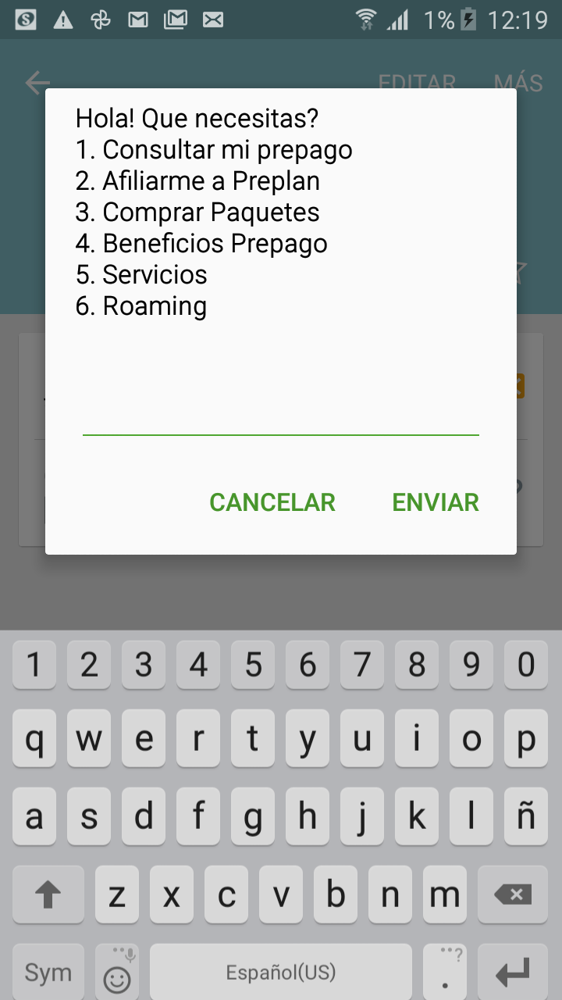 1% 12:19
EDITAR MÁS
Hola! Que necesitas?
1. Consultar mi prepago
2. Afiliarme a Preplan
3. Comprar Paquetes
4. Beneficios Prepago
5. Servicios
6. Roaming
CANCELAR ENVIAR
1 2 3 4 5 6 7 8 9 0
q w e r t y u i o p
a s d f g h j k l ñ
z x c v b n m
Sym Español(US) . ?